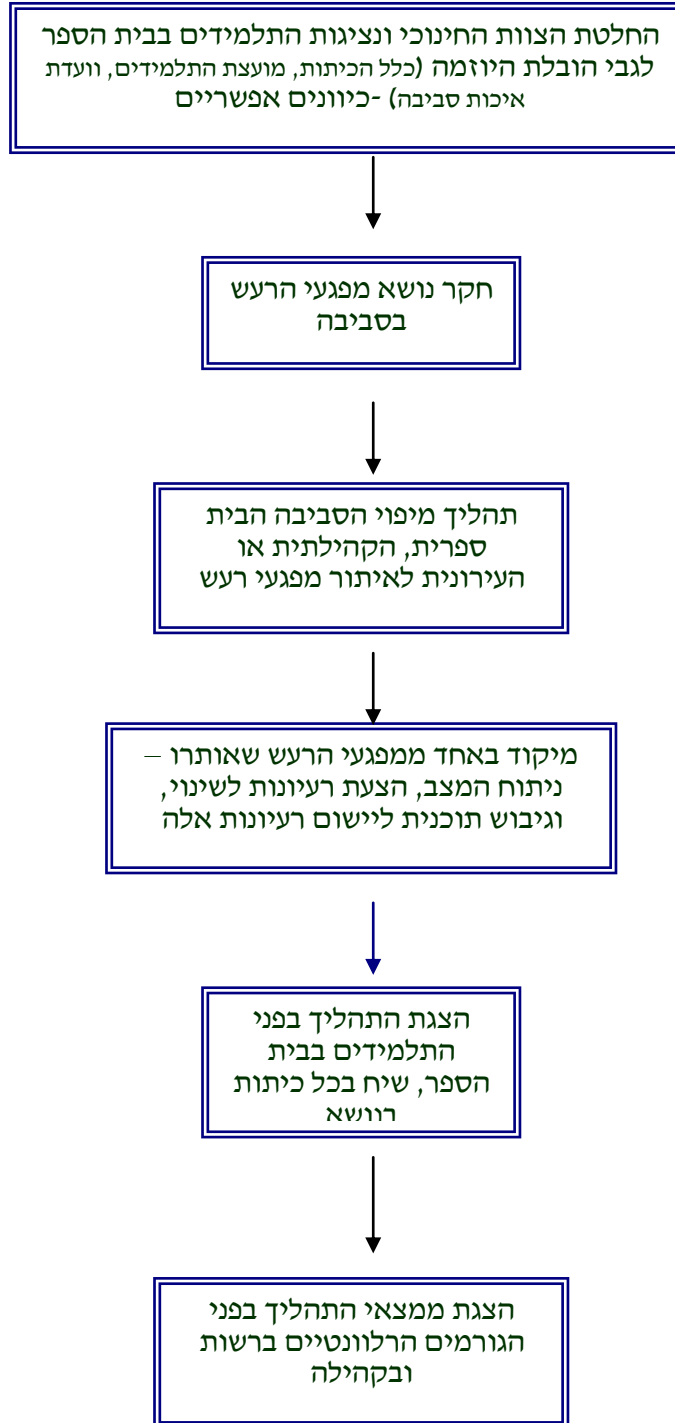 החלטת הצוות החינוכי ונציגות התלמידים בבית הספר
לגבי הובלת היוזמה (כלל הכיתות, מועצת התלמידים, וועדת
איכות סביבה) -כיוונים אפשריים
חקר נושא מפגעי הרעש
בסביבה
תהליך מיפוי הסביבה הבית
ספרית, הקהילתית או
העירונית לאיתור מפגעי רעש
מיקוד באחד ממפגעי הרעש שאותרו –
ניתוח המצב, הצעת רעיונות לשינוי,
וגיבוש תוכנית ליישום רעיונות אלה
הצגת התהליך בפני
התלמידים בבית
הספר, שיח בכל כיתות
הצגת ממצאי התהליך בפני
הגורמים הרלוונטיים ברשות
ובקהילה